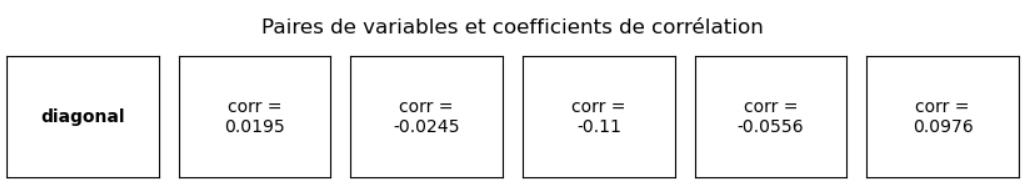 Paires de variables et coefficients de corrélation
diagonal
corr =
0.0195
corr =
-0.0245
corr =
-0.11
corr =
-0.0556
corr =
0.0976